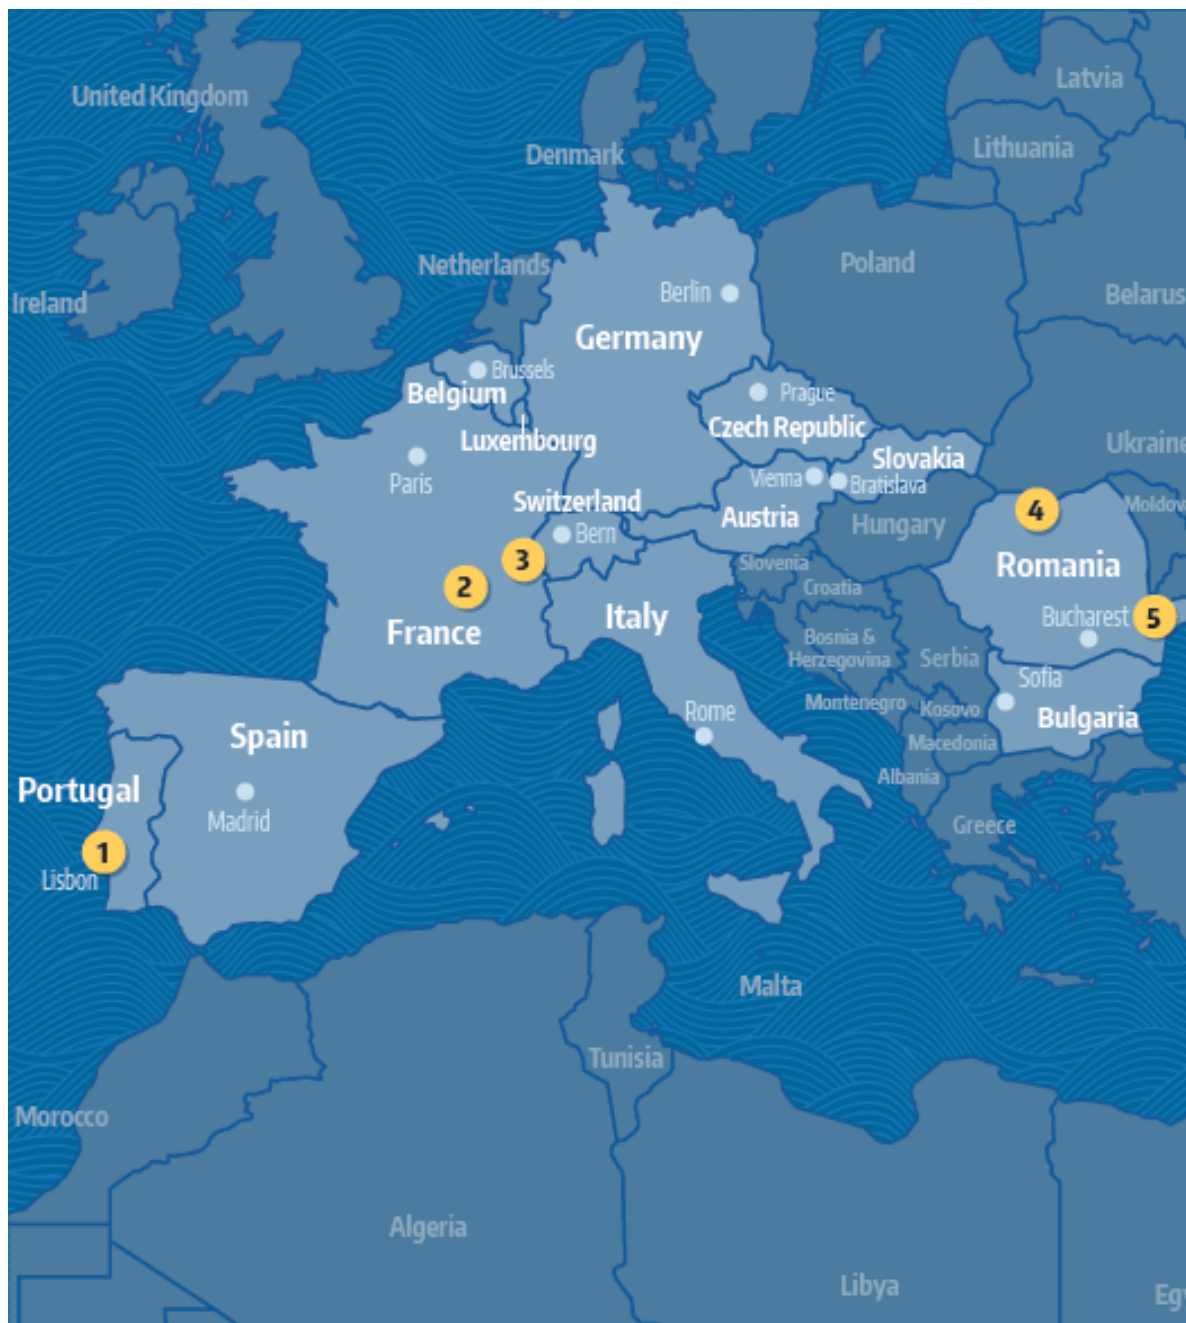 Latvia
United Kingdom
Lithuania
Denmark
Netherlands
Poland
Ireland
Berlin
Belarus
Germany
Brussels
Belgium
Prague
Czech Republic
Luxembourg
Ukraine
Paris
Slovakia
Vienna
Bratislava
Switzerland
Moldov
4
Austria
Hungary
Bern
3
Slovenia
Romania
2
Croatia
Italy
Bucharest
5
France
Bosnia &
Herzegovina
Serbia
Sofia
Montenegro
Kosovo
Rome
Bulgaria
Spain
Macedonia
Albania
Portugal
Madrid
Greece
1
Lisbon
Malta
Tunisia
Morocco
Algeria
Libya
Egy